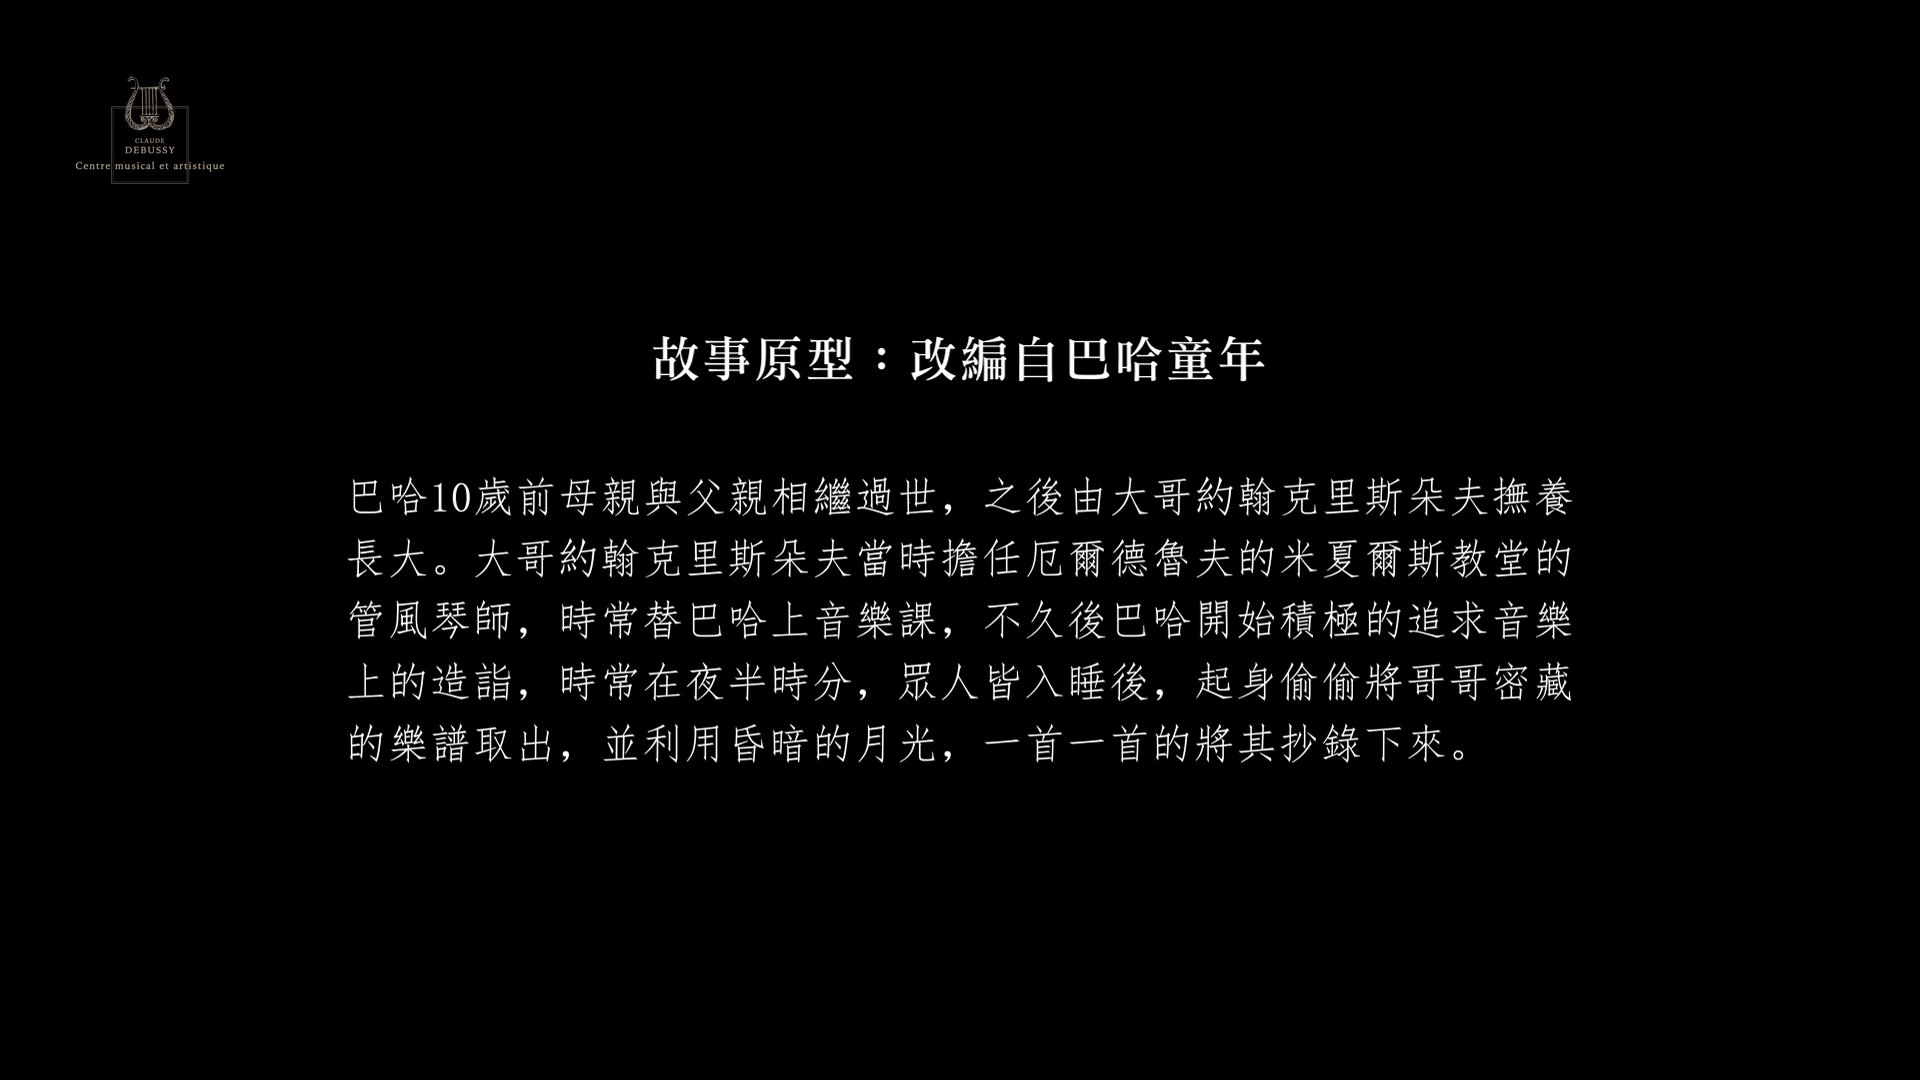 CLAUDE
DEBUSSY
Centre musical et artistique
故事原型：改編自巴哈童年
巴哈10歲前母親與父親相繼過世，之後由大哥約翰克里斯朵夫撫養
長大。大哥約翰克里斯朵夫當時擔任厄爾德魯夫的米夏爾斯教堂的
管風琴師，時常替巴哈上音樂課，不久後巴哈開始積極的追求音樂
上的造詣，時常在夜半時分，眾人皆入睡後，起身偷偷將哥哥密藏
的樂譜取出，並利用昏暗的月光，一首一首的將其抄錄下來。